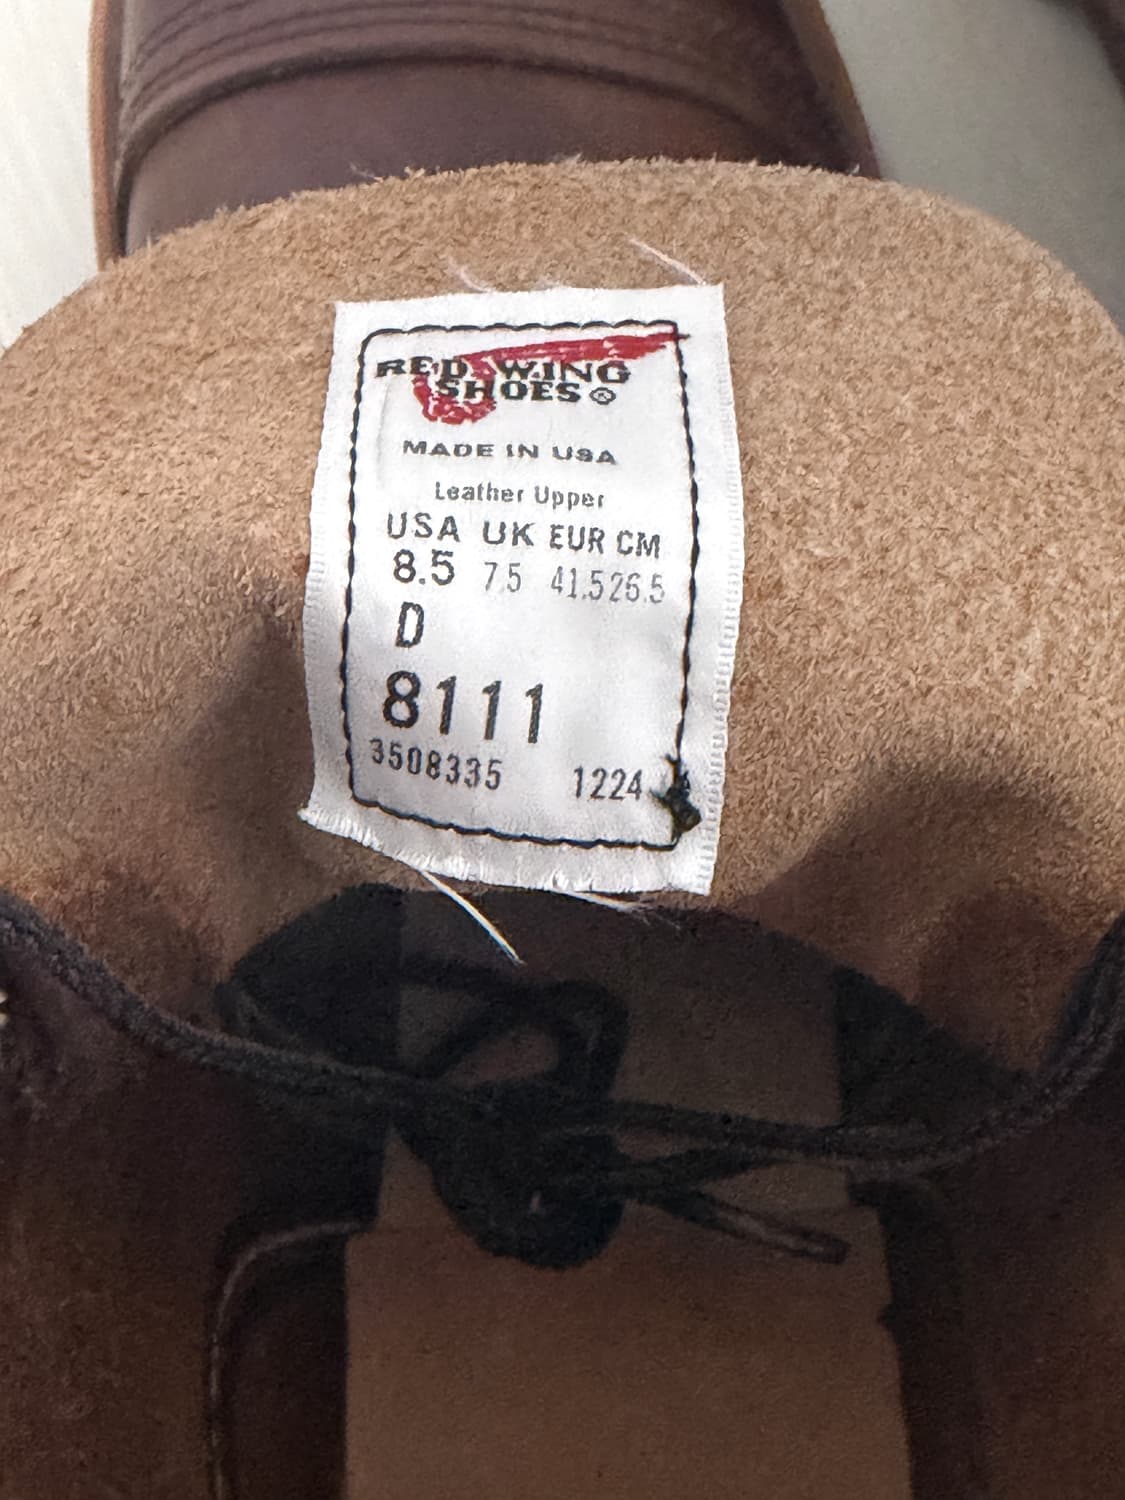 RED WING
SHOES®
MADE IN USA
Leather Upper
USA UK EUR CM
8.5 7.5 41.5 26.5
D
8111
3508335 1224